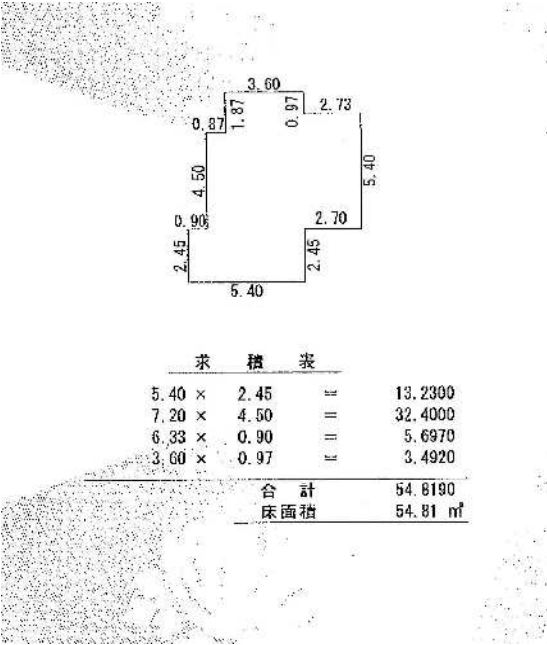 3.60
0.97
2.73
1.87
0.87
4.50
5.40
0.90
2.70
2.45
2.45
5.40
求 積 表
5.40 × 2.45 = 13.2300
7.20 × 4.50 = 32.4000
6.33 × 0.90 = 5.6970
3.60 × 0.97 = 3.4920
合 計 54.8190
床面積 54.81 ㎡